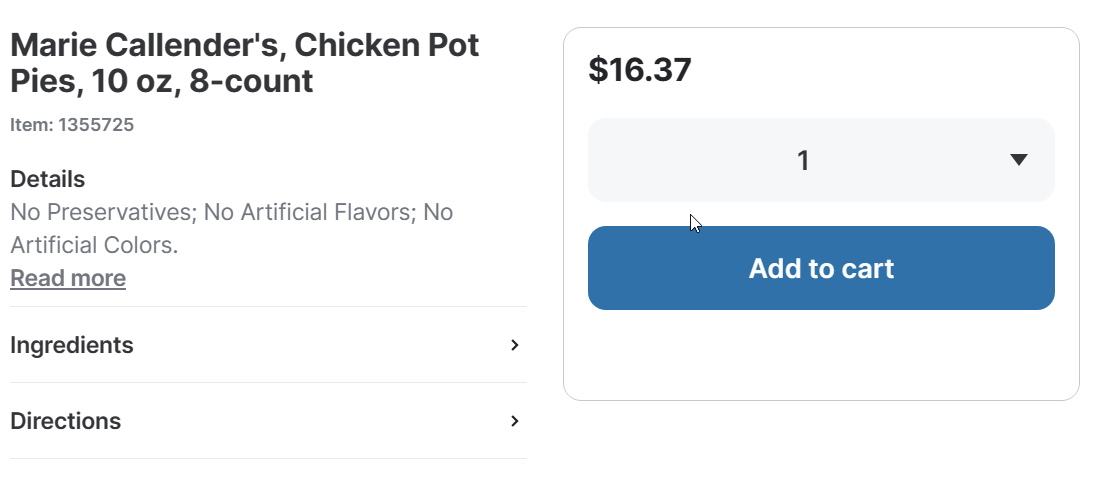 Marie Callender's, Chicken Pot
Pies, 10 oz, 8-count
Item: 1355725
Details
No Preservatives; No Artificial Flavors; No
Artificial Colors.
Read more
Ingredients
Directions
$16.37
1
Add to cart